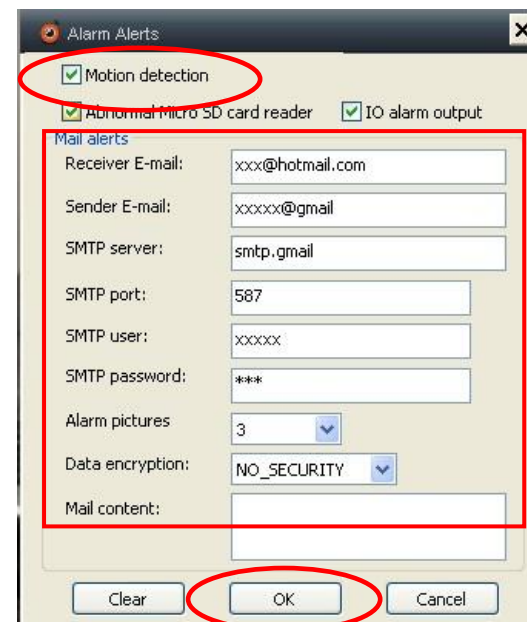 Alarm Alerts
Motion detection
Abnormal Micro SD card reader IO alarm output
Mail alerts
Receiver E-mail: xxx@hotmail.com
Sender E-mail: xxxxx@gmail
SMTP server: smtp.gmail
SMTP port: 587
SMTP user: xxxxx
SMTP password: ***
Alarm pictures 3
Data encryption: NO_SECURITY
Mail content:
Clear OK Cancel